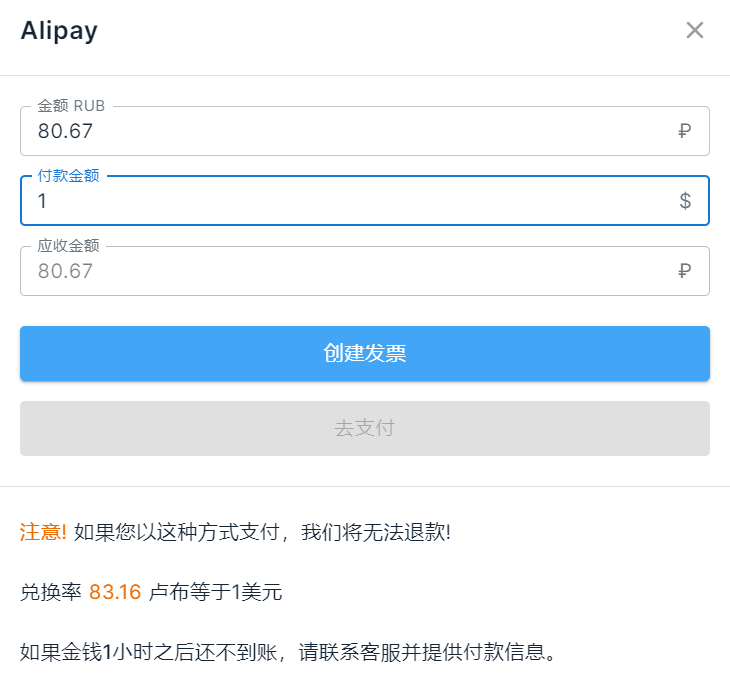 Alipay
金额 RUB
80.67 ₽
付款金额
1 $
应收金额
80.67 ₽
创建发票
去支付
注意! 如果您以这种方式支付，我们将无法退款!
兑换率 83.16 卢布等于1美元
如果金钱1小时之后还不到账，请联系客服并提供付款信息。